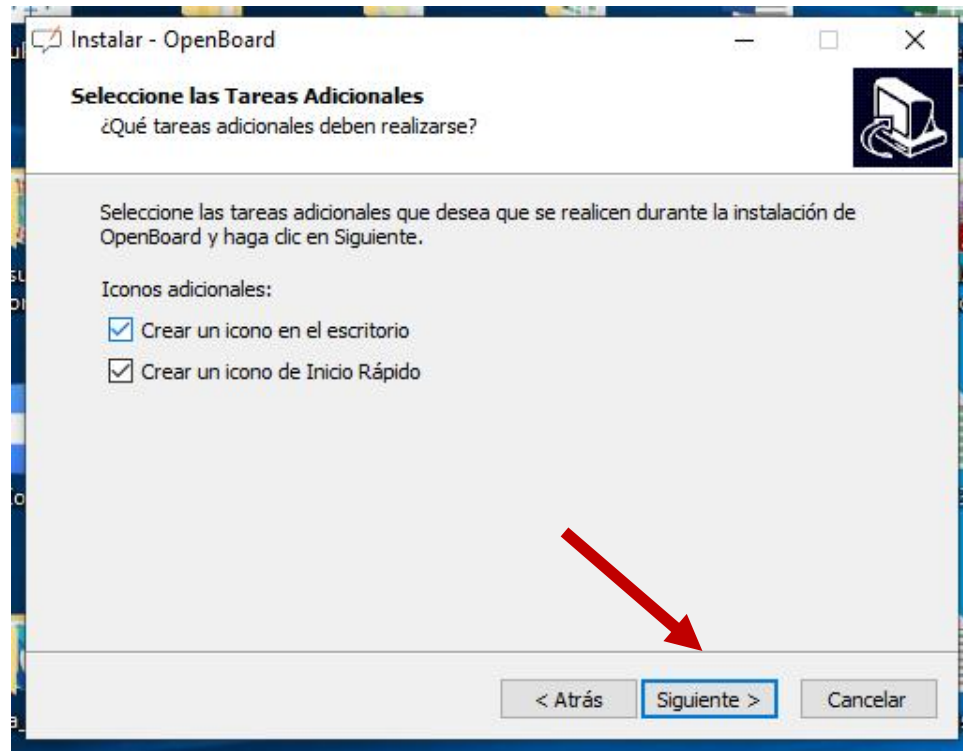 Instalar - OpenBoard
Seleccione las Tareas Adicionales
¿Qué tareas adicionales deben realizarse?
Seleccione las tareas adicionales que desea que se realicen durante la instalación de
OpenBoard y haga clic en Siguiente.
Iconos adicionales:
Crear un icono en el escritorio
Crear un icono de Inicio Rápido
< Atrás
Siguiente >
Cancelar